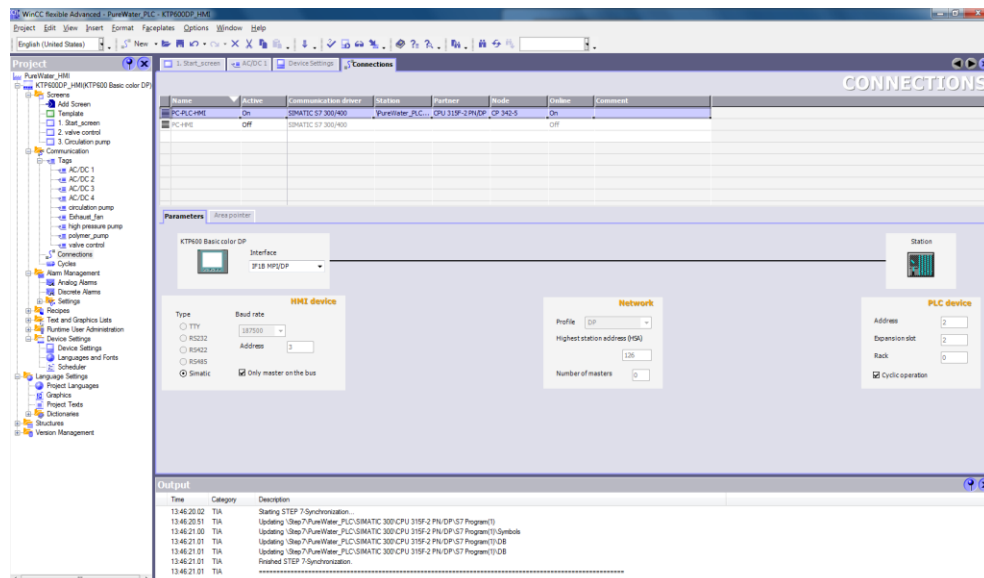 WinCC flexible Advanced - PureWater_PLC - KTP600DP_HMI
Project Edit View Insert Format Faceplates Options Window Help
English (United States) New
Project
1. Start_screen AC/DC 1 Device Settings Connections
CONNECTIONS
PureWater_HMI
KTP600DP_HMI(KTP600 Basic color DP)
Screens
Add Screen
Template
1. Start_screen
2. valve control
3. Circulation pump
Communication
Tags
AC/DC 1
AC/DC 2
AC/DC 3
AC/DC 4
circulation pump
Exhaust_fan
high pressure pump
polymer_pump
valve control
Connections
Cycles
Alarm Management
Analog Alarms
Discrete Alarms
Settings
Recipes
Text and Graphics Lists
Runtime User Administration
Device Settings
Device Settings
Languages and Fonts
Scheduler
Language Settings
Project Languages
Graphics
Project Texts
Dictionaries
Structures
Version Management
Name Active Communication driver Station Partner Node Online Comment
PC-PLC-HMI On SIMATIC S7 300/400 \PureWater_PLC... CPU 315F-2 PN/DP CP 342-5 On
PC-HMI Off SIMATIC S7 300/400 Off
Parameters Area pointer
KTP600 Basic color DP
Interface
IF1B MPI/DP
Station
HMI device
Type Baud rate
TTY
187500
RS232
RS422
Address 3
RS485
Simatic Only master on the bus
Network
Profile DP
Highest station address (HSA)
126
Number of masters 0
PLC device
Address 2
Expansion slot 2
Rack 0
Cyclic operation
Output
Time Category Description
13:46:20.02 TIA Starting STEP 7-Synchronization...
13:46:20.51 TIA Updating \Step7\PureWater_PLC\SIMATIC 300\CPU 315F-2 PN/DP\S7 Program(1)
13:46:21.00 TIA Updating \Step7\PureWater_PLC\SIMATIC 300\CPU 315F-2 PN/DP\S7 Program(1)\Symbols
13:46:21.01 TIA Updating \Step7\PureWater_PLC\SIMATIC 300\CPU 315F-2 PN/DP\S7 Program(1)\DB
13:46:21.01 TIA Updating \Step7\PureWater_PLC\SIMATIC 300\CPU 315F-2 PN/DP\S7 Program(1)\DB
13:46:21.01 TIA Finished STEP 7-Synchronization.
13:46:21.01 TIA